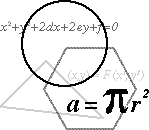 x²+y²+2dx+2ey+f=0
(x,y)=F(x',y')
a=πr²